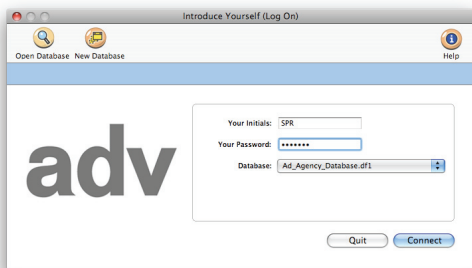 Introduce Yourself (Log On)
Open Database New Database Help
adv
Your Initials: SPR
Your Password: •••••••
Database: Ad_Agency_Database.df1
Quit Connect